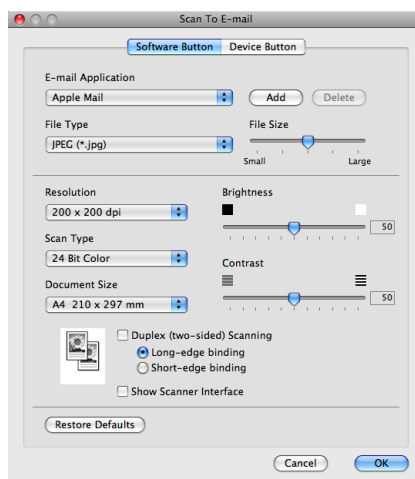 Scan To E-mail
Software Button Device Button
E-mail Application
Apple Mail Add Delete
File Type File Size
JPEG (*.jpg)
Small Large
Resolution Brightness
200 x 200 dpi
50
Scan Type
24 Bit Color
Contrast
Document Size
A4 210 x 297 mm 50
Duplex (two-sided) Scanning
Long-edge binding
Short-edge binding
Show Scanner Interface
Restore Defaults
Cancel OK